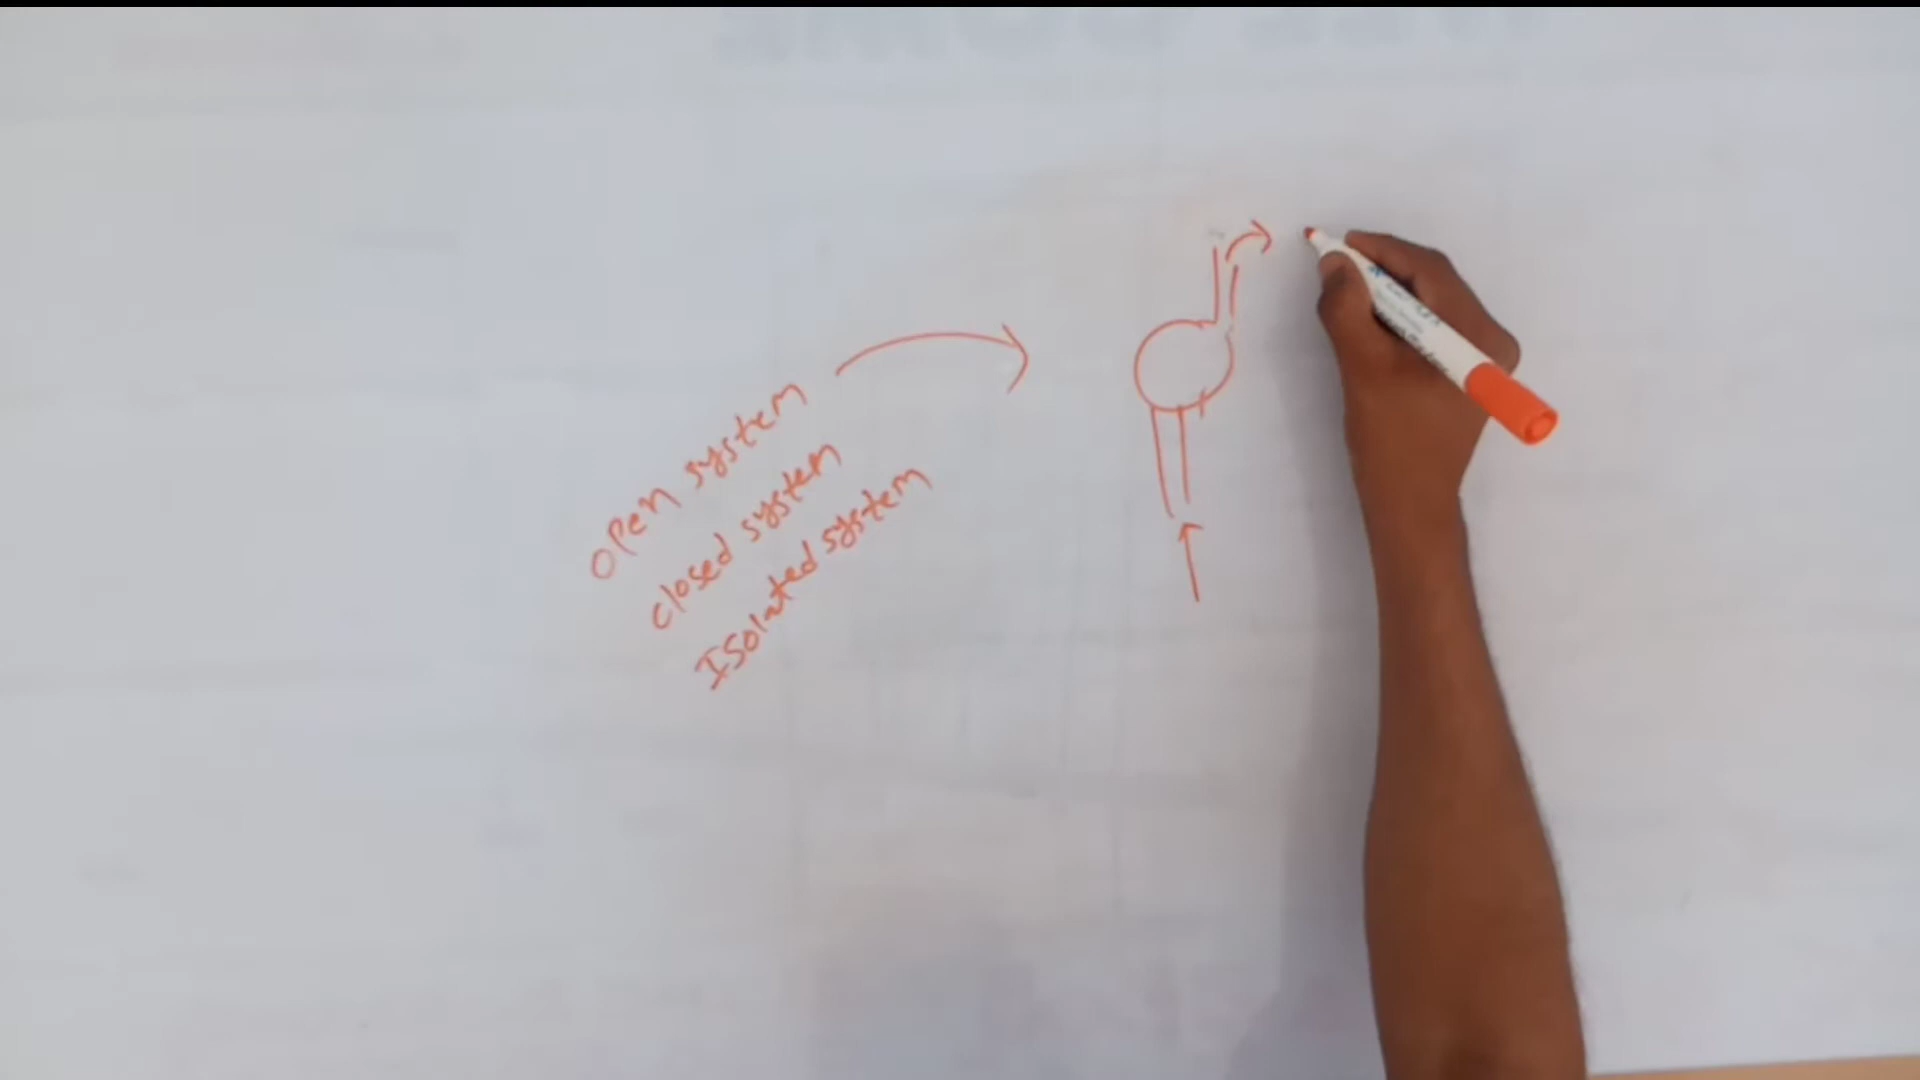 open system
closed system
Isolated system